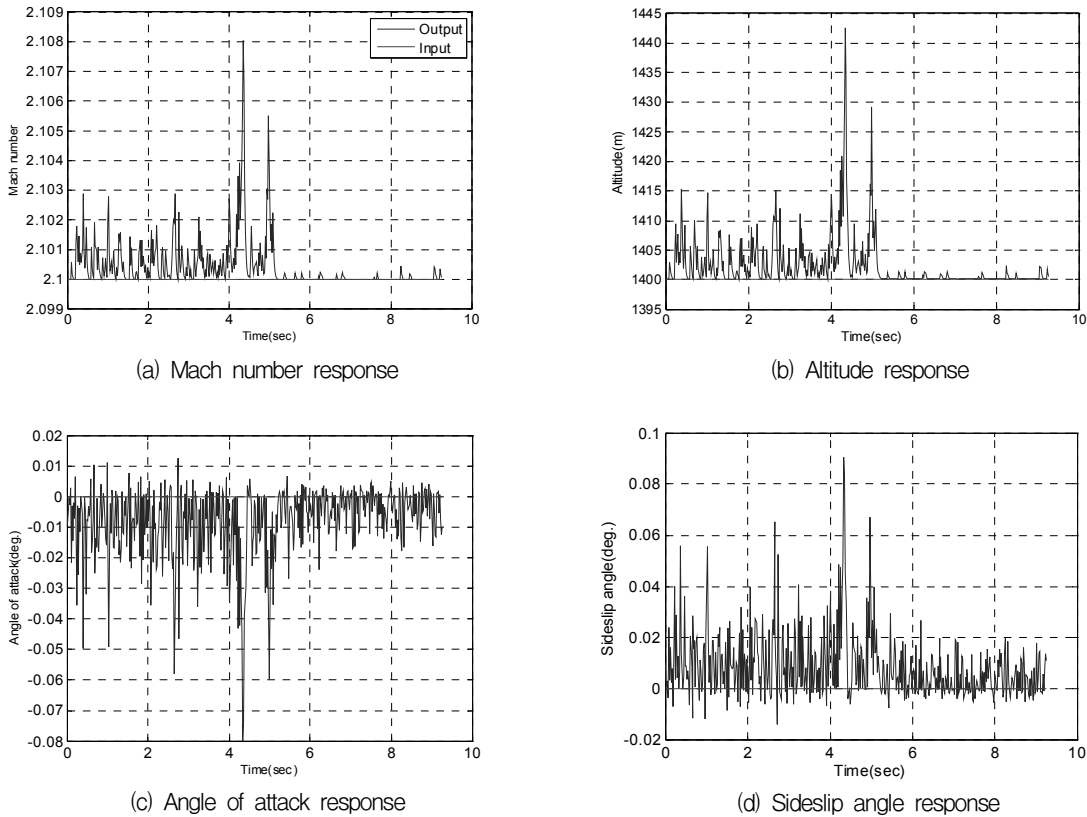 2.109
2.108
2.107
2.106
2.105
2.104
2.103
2.102
2.101
2.1
2.099
Mach number
Output
Input
0 2 4 6 8 10
Time(sec)
(a) Mach number response
1445
1440
1435
1430
1425
1420
1415
1410
1405
1400
1395
Altitude(m)
0 2 4 6 8 10
Time(sec)
(b) Altitude response
0.02
0.01
0
-0.01
-0.02
-0.03
-0.04
-0.05
-0.06
-0.07
-0.08
Angle of attack(deg.)
0 2 4 6 8 10
Time(sec)
(c) Angle of attack response
0.1
0.08
0.06
0.04
0.02
0
-0.02
Sideslip angle(deg.)
0 2 4 6 8 10
Time(sec)
(d) Sideslip angle response